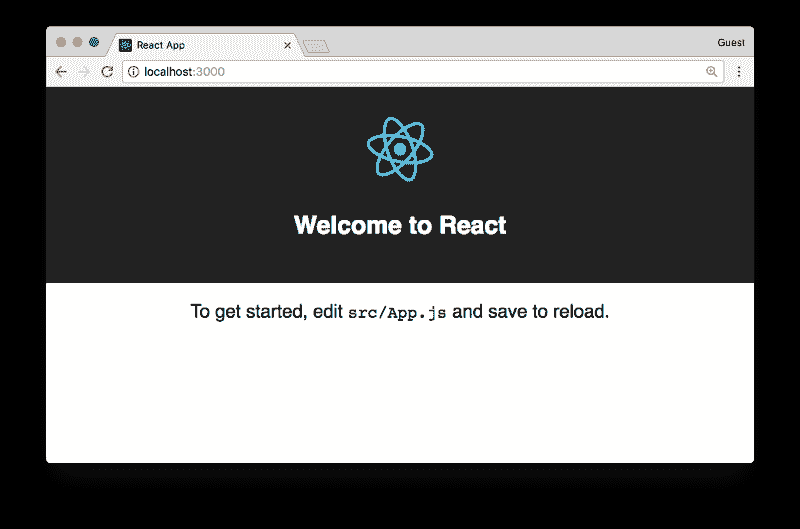 React App
Guest
localhost:3000
Welcome to React
To get started, edit src/App.js and save to reload.